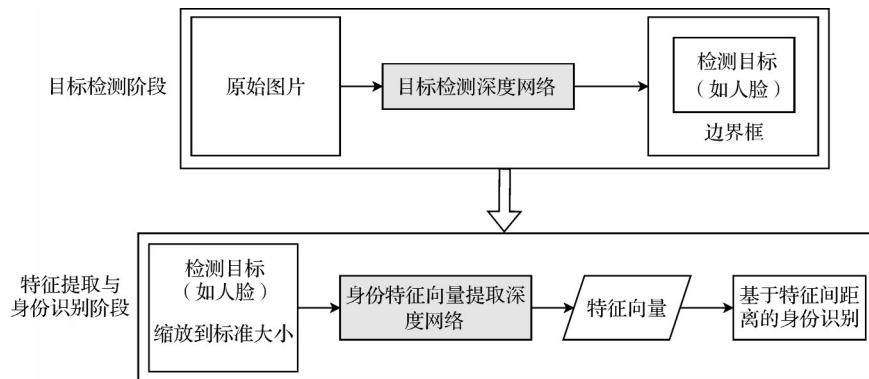 目标检测阶段
原始图片
目标检测深度网络
检测目标
（如人脸）
边界框
特征提取与
身份识别阶段
检测目标
（如人脸）
缩放到标准大小
身份特征向量提取深
度网络
特征向量
基于特征间距
离的身份识别